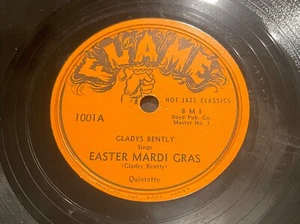 FLAME
HOT JAZZ CLASSICS
1001A
B M I
Boyd Pub. Co.
Master No. 1
GLADYS BENTLY
Sings
EASTER MARDI GRAS
(Gladys Bently)
Quintette